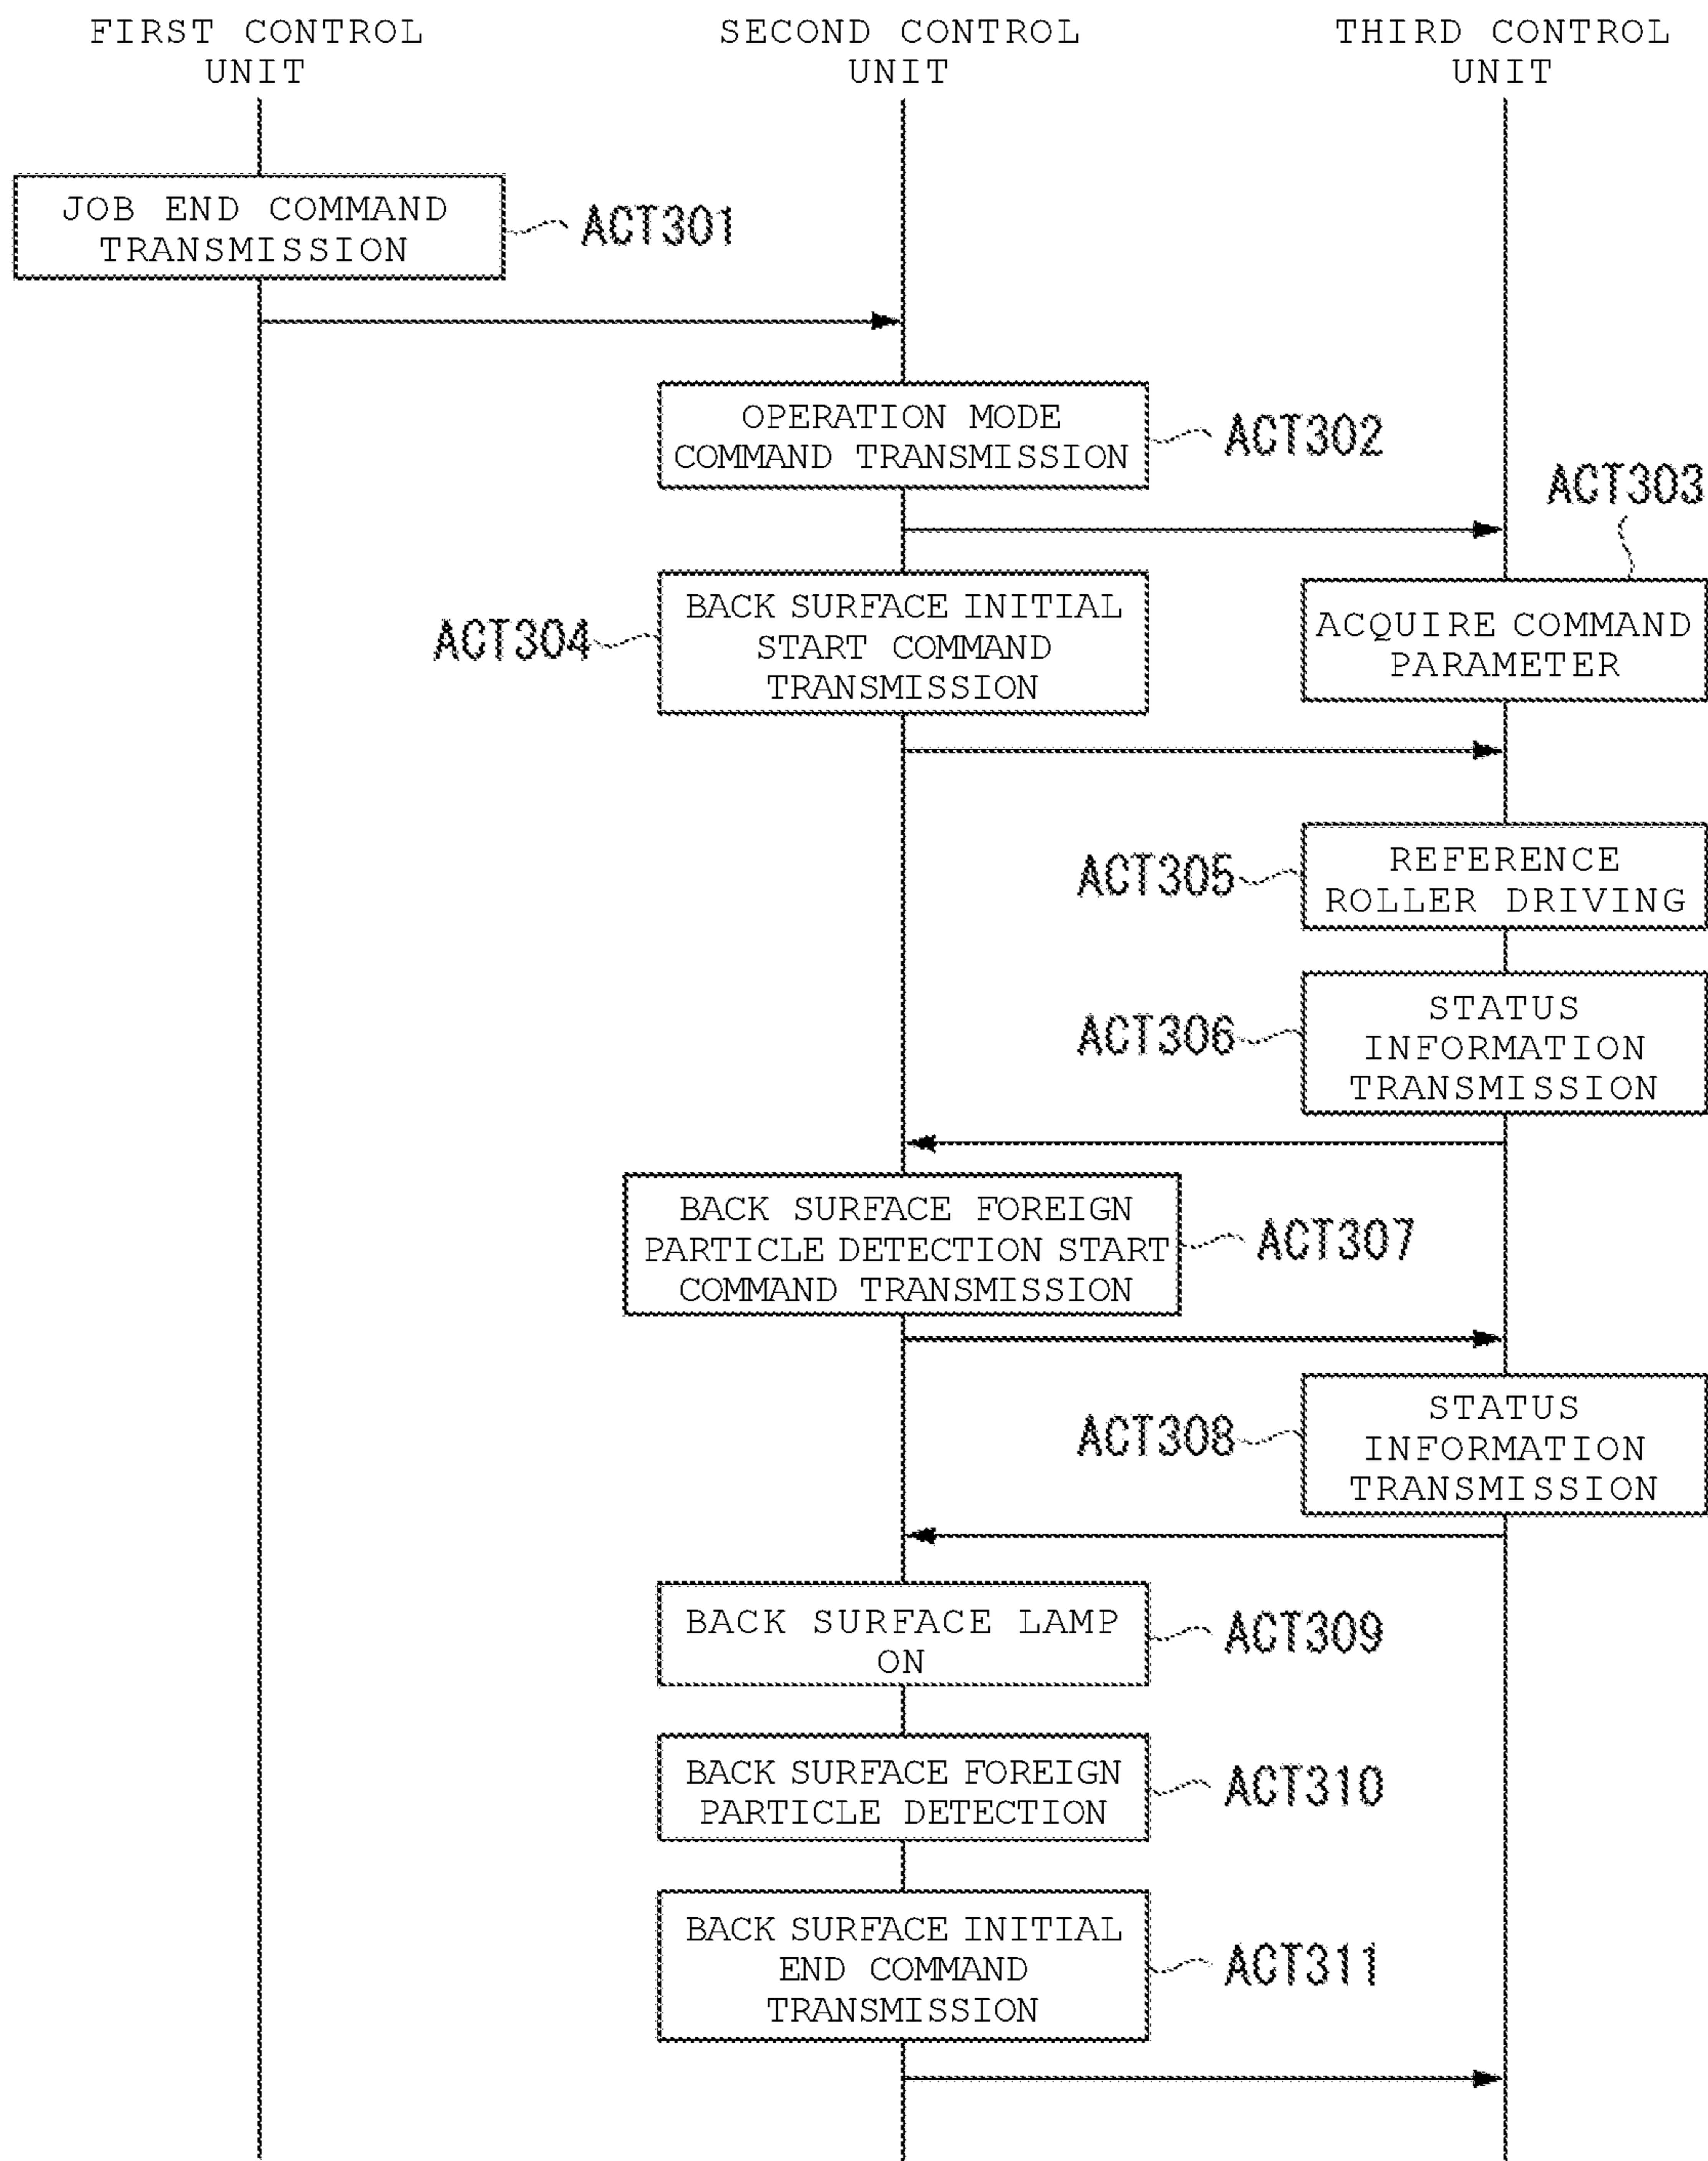 FIRST CONTROL
UNIT
SECOND CONTROL
UNIT
THIRD CONTROL
UNIT
JOB END COMMAND
TRANSMISSION
ACT301
OPERATION MODE
COMMAND TRANSMISSION
ACT302
ACT303
ACQUIRE COMMAND
PARAMETER
ACT304
BACK SURFACE INITIAL
START COMMAND
TRANSMISSION
ACT305
REFERENCE
ROLLER DRIVING
ACT306
STATUS
INFORMATION
TRANSMISSION
BACK SURFACE FOREIGN
PARTICLE DETECTION START
COMMAND TRANSMISSION
ACT307
ACT308
STATUS
INFORMATION
TRANSMISSION
BACK SURFACE LAMP
ON
ACT309
BACK SURFACE FOREIGN
PARTICLE DETECTION
ACT310
BACK SURFACE INITIAL
END COMMAND
TRANSMISSION
ACT311